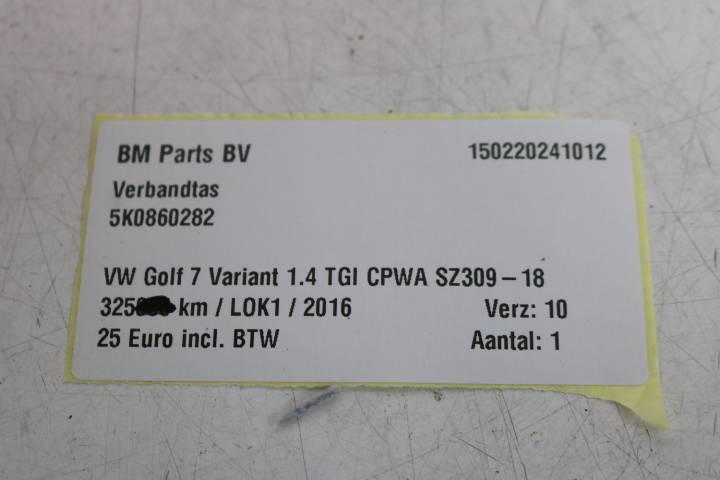 BM Parts BV 150220241012
Verbandtas
5K0860282
VW Golf 7 Variant 1.4 TGI CPWA SZ309-18
325 km / LOK1 / 2016 Verz: 10
25 Euro incl. BTW Aantal: 1